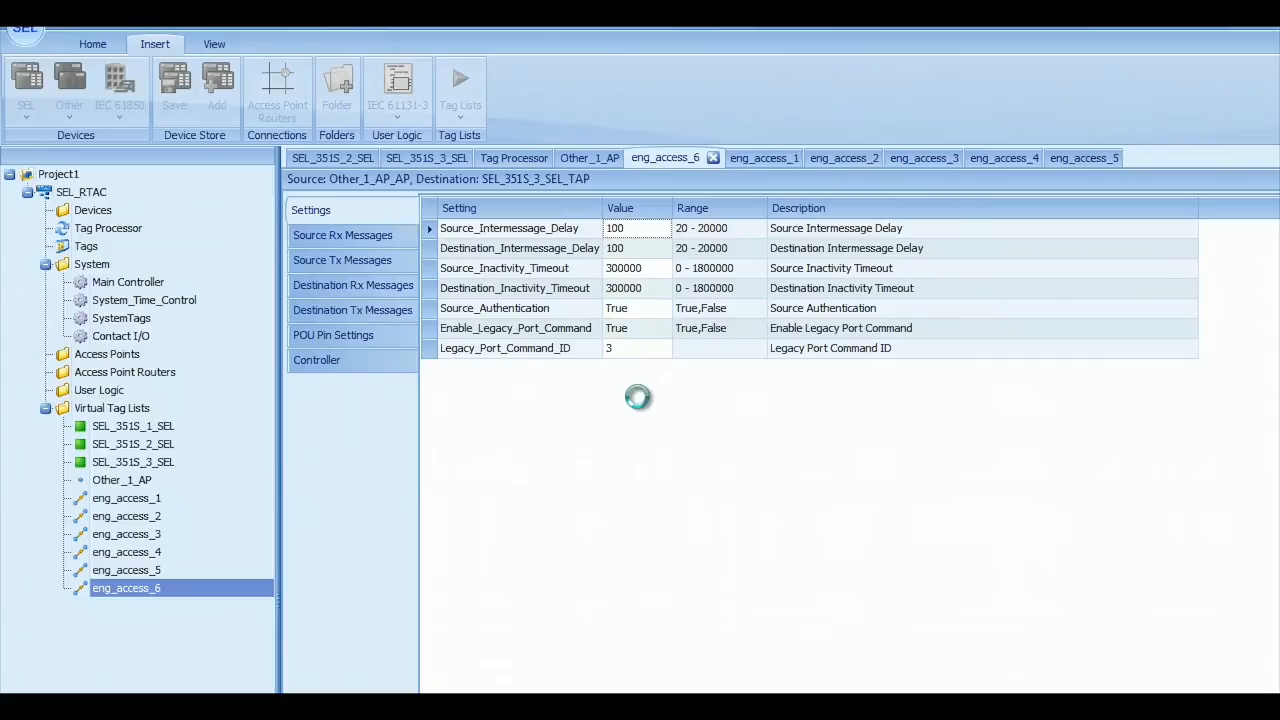 SEL
Home Insert View
SEL Other IEC 61850 Save Add Access Point Routers Folder IEC 61131-3 Tag Lists
Devices Device Store Connections Folders User Logic Tag Lists
SEL_351S_2_SEL SEL_351S_3_SEL Tag Processor Other_1_AP eng_access_6 eng_access_1 eng_access_2 eng_access_3 eng_access_4 eng_access_5
Source: Other_1_AP_AP, Destination: SEL_351S_3_SEL_TAP
Project1
SEL_RTAC
Devices
Tag Processor
Tags
System
Main Controller
System_Time_Control
SystemTags
Contact I/O
Access Points
Access Point Routers
User Logic
Virtual Tag Lists
SEL_351S_1_SEL
SEL_351S_2_SEL
SEL_351S_3_SEL
Other_1_AP
eng_access_1
eng_access_2
eng_access_3
eng_access_4
eng_access_5
eng_access_6
Settings
Source Rx Messages
Source Tx Messages
Destination Rx Messages
Destination Tx Messages
POU Pin Settings
Controller
Setting Value Range Description
Source_Intermessage_Delay 100 20 - 20000 Source Intermessage Delay
Destination_Intermessage_Delay 100 20 - 20000 Destination Intermessage Delay
Source_Inactivity_Timeout 300000 0 - 1800000 Source Inactivity Timeout
Destination_Inactivity_Timeout 300000 0 - 1800000 Destination Inactivity Timeout
Source_Authentication True True,False Source Authentication
Enable_Legacy_Port_Command True True,False Enable Legacy Port Command
Legacy_Port_Command_ID 3 Legacy Port Command ID